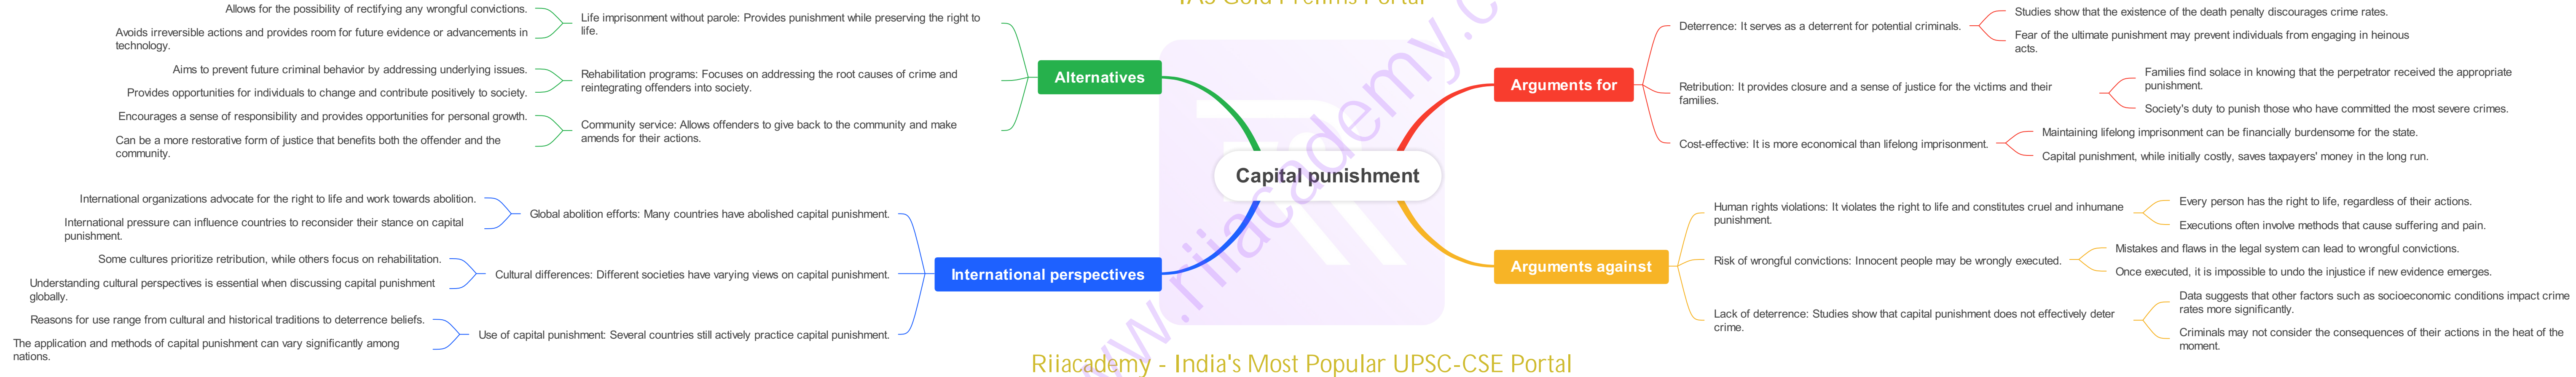 IAS Gold Prelims Portal
Capital punishment
Alternatives
Life imprisonment without parole: Provides punishment while preserving the right to
life.
Allows for the possibility of rectifying any wrongful convictions.
Avoids irreversible actions and provides room for future evidence or advancements in
technology.
Rehabilitation programs: Focuses on addressing the root causes of crime and
reintegrating offenders into society.
Aims to prevent future criminal behavior by addressing underlying issues.
Provides opportunities for individuals to change and contribute positively to society.
Community service: Allows offenders to give back to the community and make
amends for their actions.
Encourages a sense of responsibility and provides opportunities for personal growth.
Can be a more restorative form of justice that benefits both the offender and the
community.
International perspectives
Global abolition efforts: Many countries have abolished capital punishment.
International organizations advocate for the right to life and work towards abolition.
International pressure can influence countries to reconsider their stance on capital
punishment.
Cultural differences: Different societies have varying views on capital punishment.
Some cultures prioritize retribution, while others focus on rehabilitation.
Understanding cultural perspectives is essential when discussing capital punishment
globally.
Use of capital punishment: Several countries still actively practice capital punishment.
Reasons for use range from cultural and historical traditions to deterrence beliefs.
The application and methods of capital punishment can vary significantly among
nations.
Arguments for
Deterrence: It serves as a deterrent for potential criminals.
Studies show that the existence of the death penalty discourages crime rates.
Fear of the ultimate punishment may prevent individuals from engaging in heinous
acts.
Retribution: It provides closure and a sense of justice for the victims and their
families.
Families find solace in knowing that the perpetrator received the appropriate
punishment.
Society's duty to punish those who have committed the most severe crimes.
Cost-effective: It is more economical than lifelong imprisonment.
Maintaining lifelong imprisonment can be financially burdensome for the state.
Capital punishment, while initially costly, saves taxpayers' money in the long run.
Arguments against
Human rights violations: It violates the right to life and constitutes cruel and inhumane
punishment.
Every person has the right to life, regardless of their actions.
Executions often involve methods that cause suffering and pain.
Risk of wrongful convictions: Innocent people may be wrongly executed.
Mistakes and flaws in the legal system can lead to wrongful convictions.
Once executed, it is impossible to undo the injustice if new evidence emerges.
Lack of deterrence: Studies show that capital punishment does not effectively deter
crime.
Data suggests that other factors such as socioeconomic conditions impact crime
rates more significantly.
Criminals may not consider the consequences of their actions in the heat of the
moment.
www.riiacademy.c
Riiacademy - India's Most Popular UPSC-CSE Portal